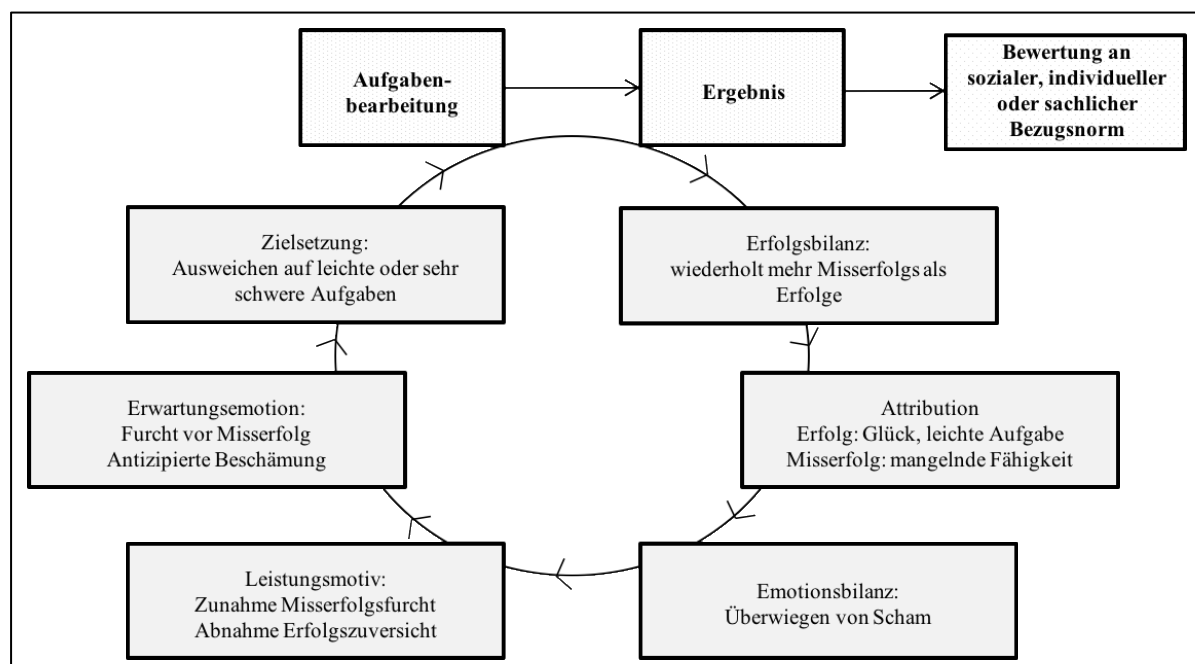 Aufgaben-
bearbeitung
Ergebnis
Bewertung an
sozialer, individueller
oder sachlicher
Bezugsnorm
Zielsetzung:
Ausweichen auf leichte oder sehr
schwere Aufgaben
Erfolgsbilanz:
wiederholt mehr Misserfolgs als
Erfolge
Erwartungsemotion:
Furcht vor Misserfolg
Antizipierte Beschämung
Attribution
Erfolg: Glück, leichte Aufgabe
Misserfolg: mangelnde Fähigkeit
Leistungsmotiv:
Zunahme Misserfolgsfurcht
Abnahme Erfolgszuversicht
Emotionsbilanz:
Überwiegen von Scham